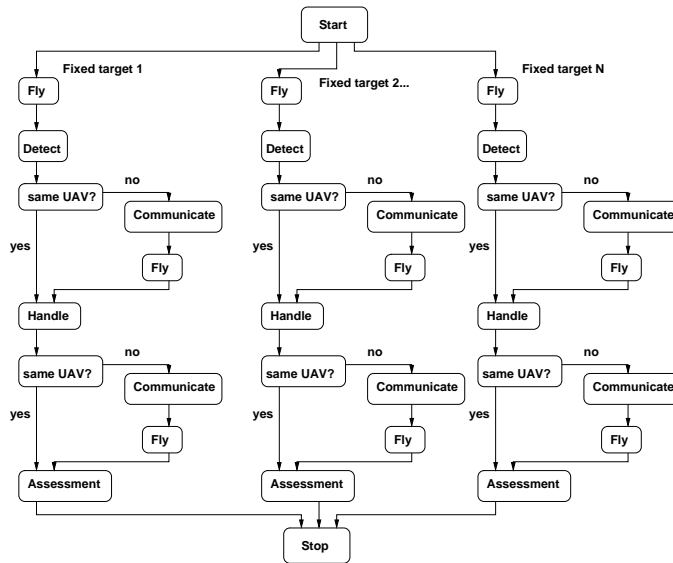 Start
Fixed target 1
Fixed target 2...
Fixed target N
Fly
Fly
Fly
Detect
Detect
Detect
same UAV?
no
same UAV?
no
same UAV?
no
Communicate
Communicate
Communicate
yes
yes
yes
Fly
Fly
Fly
Handle
Handle
Handle
same UAV?
no
same UAV?
no
same UAV?
no
Communicate
Communicate
Communicate
yes
yes
yes
Fly
Fly
Fly
Assessment
Assessment
Assessment
Stop